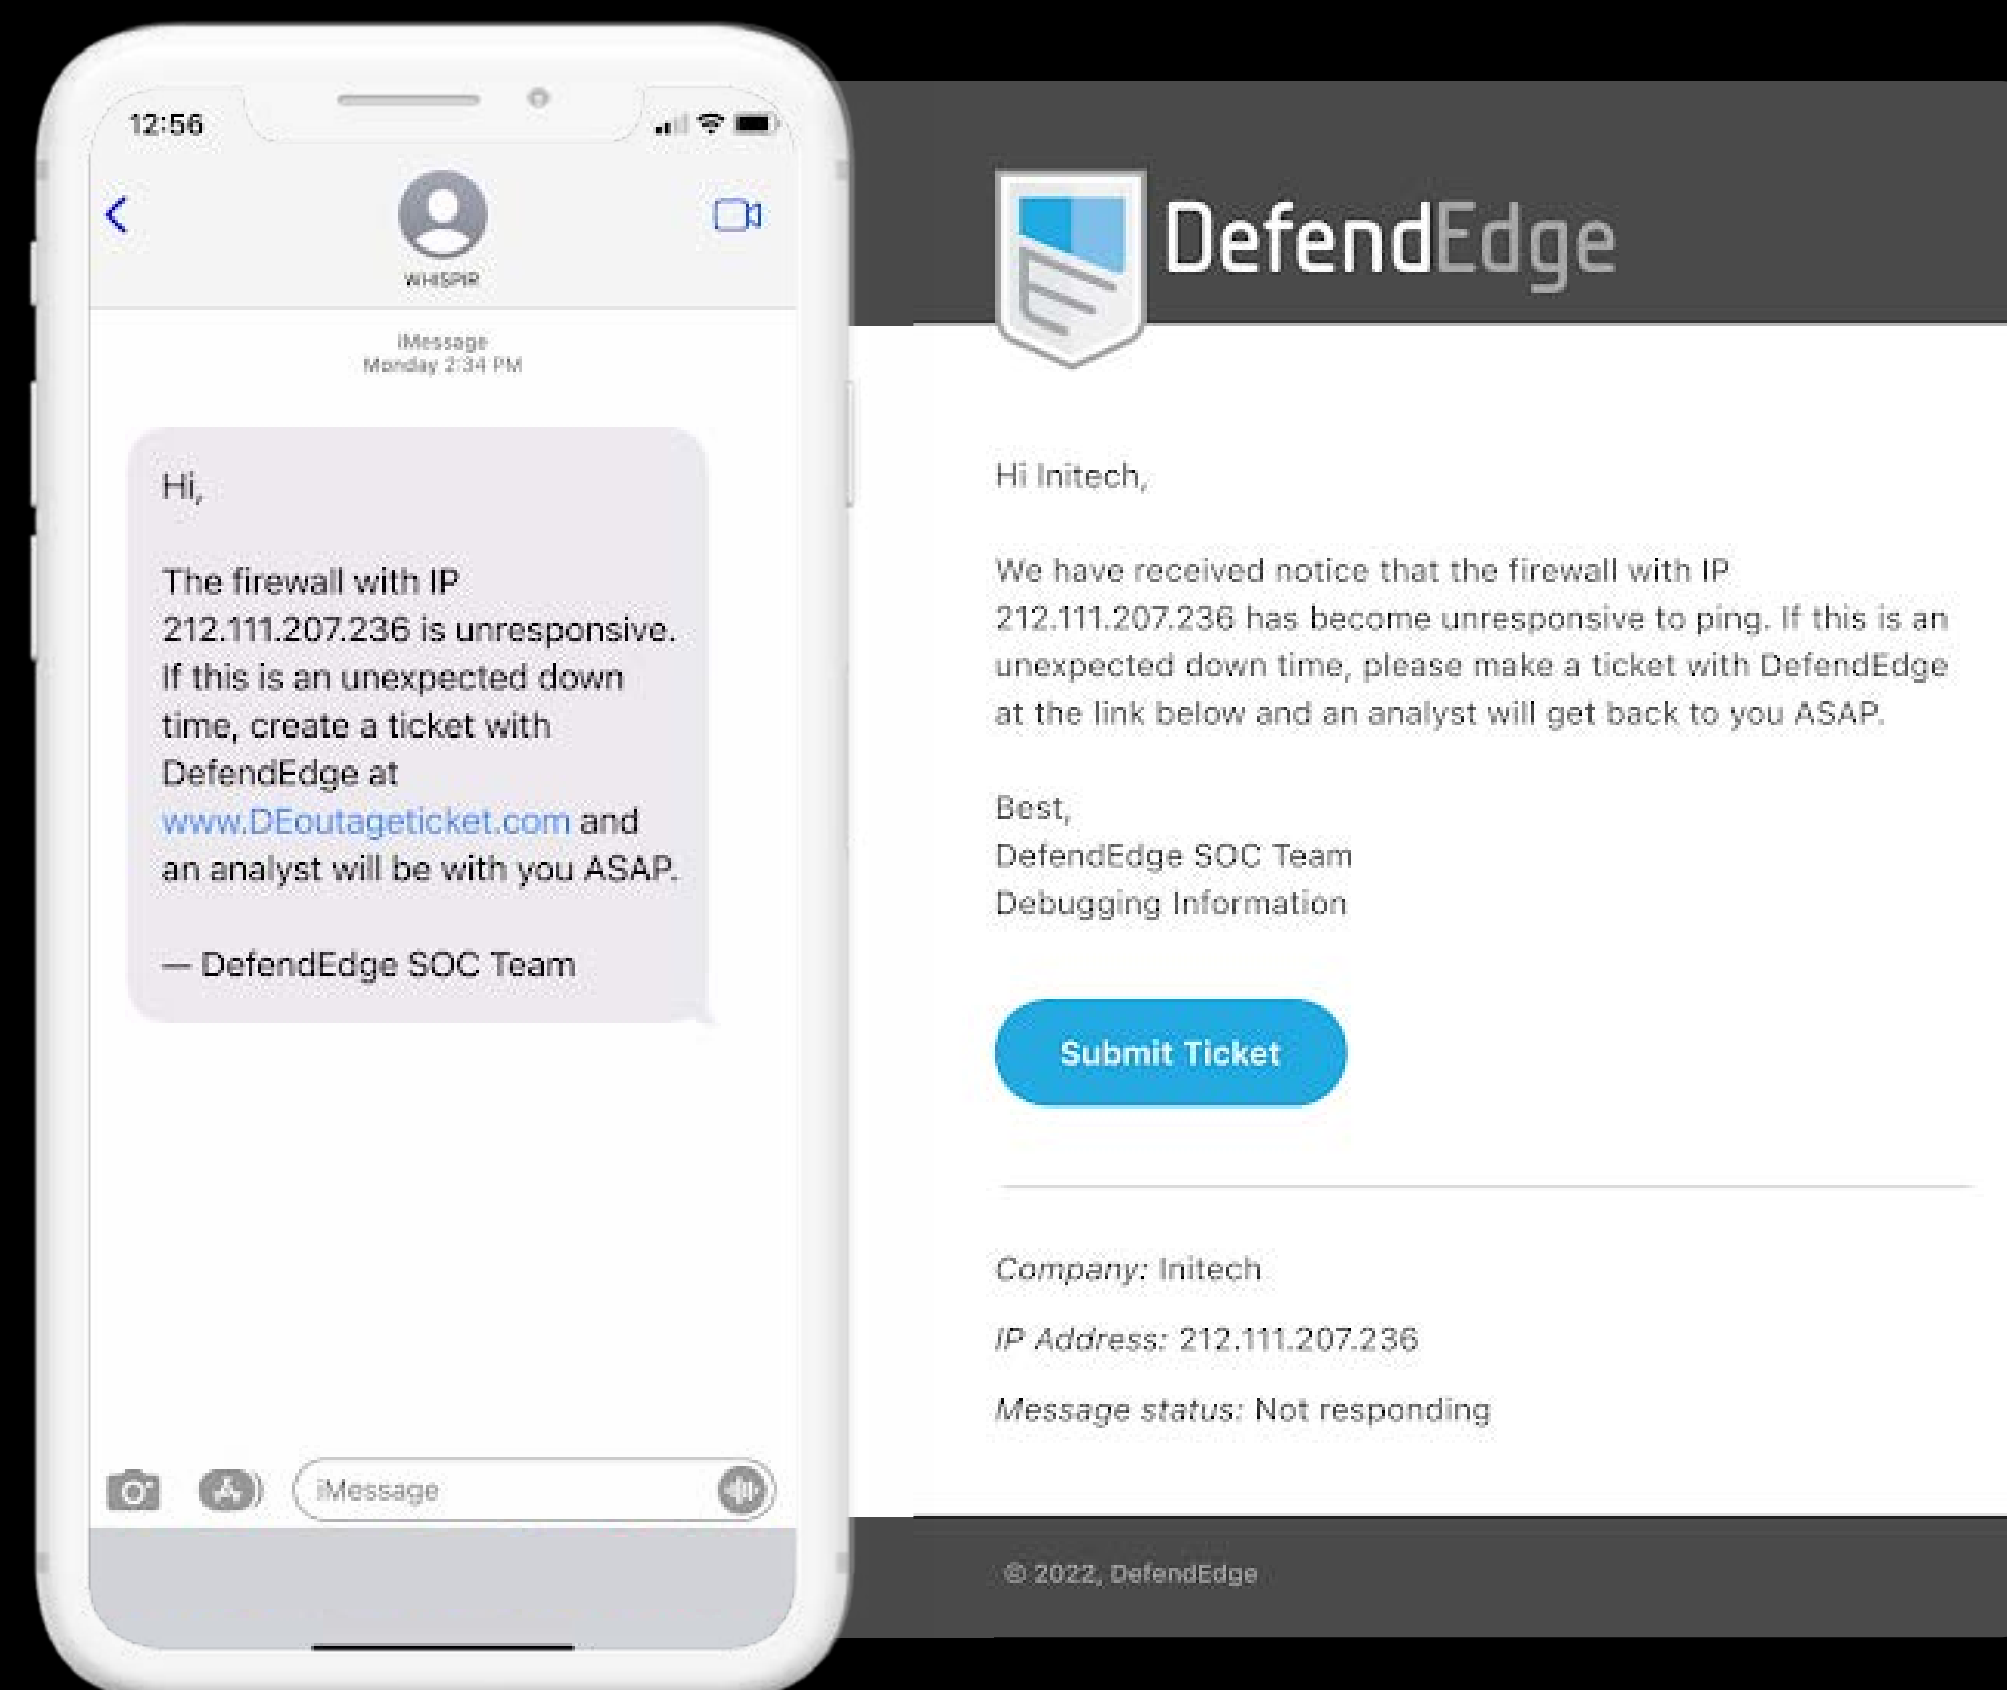 12:56
WHISPIR
iMessage
Monday 2:34 PM
Hi,
The firewall with IP
212.111.207.236 is unresponsive.
If this is an unexpected down
time, create a ticket with
DefendEdge at
www.DEoutageticket.com and
an analyst will be with you ASAP.
— DefendEdge SOC Team
iMessage
DefendEdge
Hi Initech,
We have received notice that the firewall with IP
212.111.207.236 has become unresponsive to ping. If this is an
unexpected down time, please make a ticket with DefendEdge
at the link below and an analyst will get back to you ASAP.
Best,
DefendEdge SOC Team
Debugging Information
Submit Ticket
Company: Initech
IP Address: 212.111.207.236
Message status: Not responding
© 2022, DefendEdge